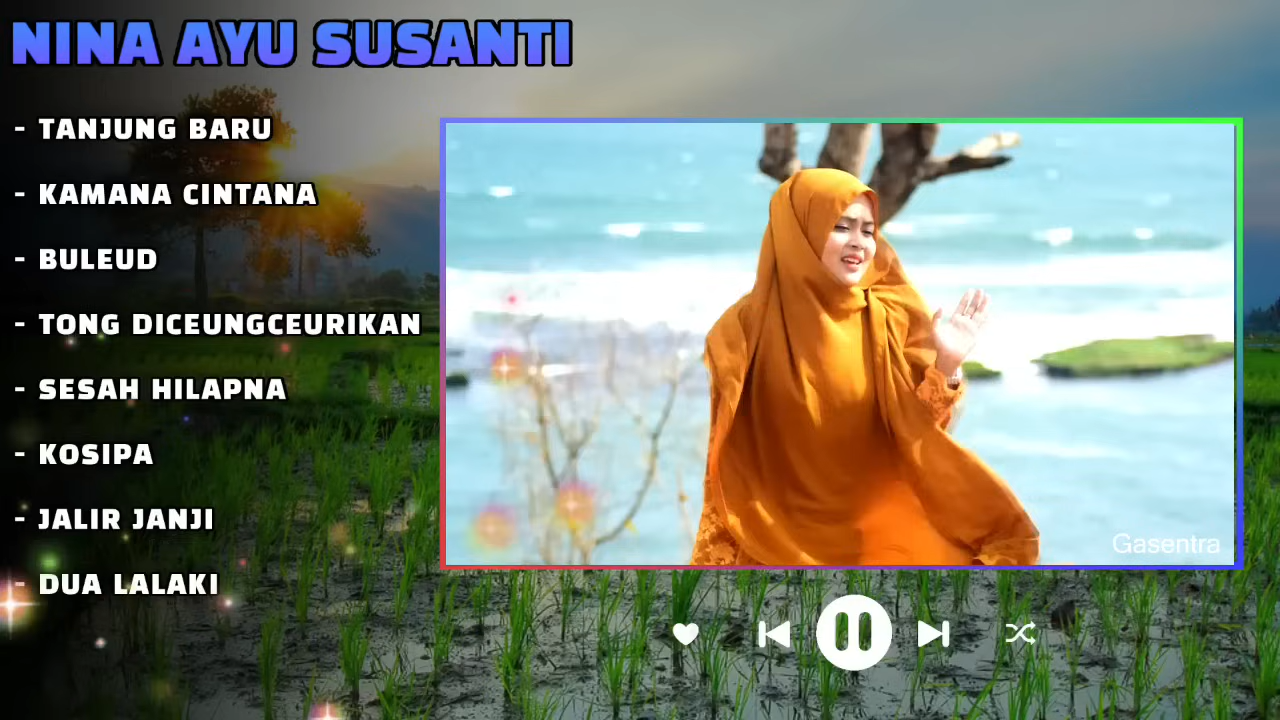 NINA AYU SUSANTI
- TANJUNG BARU
- KAMANA CINTANA
- BULEUD
- TONG DICEUNGCEURIKAN
- SESAH HILAPNA
- KOSIPA
- JALIR JANJI
- DUA LALAKI
Gasentra